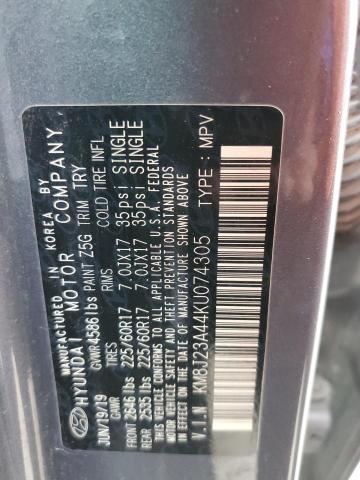 MANUFACTURED IN KOREA BY
HYUNDAI MOTOR COMPANY
JUN/19/19 GVWR 4586 lbs PAINT Z5G TRIM TRY
GAWR TIRES COLD TIRE INFL
FRONT 2646 lbs 225/60R17 7.0JX17 35psi SINGLE
REAR 2535 lbs 225/60R17 7.0JX17 35psi SINGLE
THIS VEHICLE CONFORMS TO ALL APPLICABLE U.S.A. FEDERAL
MOTOR VEHICLE SAFETY, BUMPER, AND THEFT PREVENTION
STANDARDS IN EFFECT ON THE DATE OF MANUFACTURE SHOWN ABOVE.
V.I.N. : KM8J23A44KU074305 TYPE : MPV